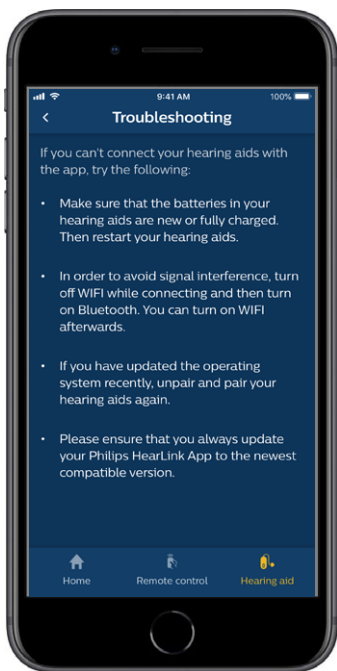 9:41 AM
100%
Troubleshooting
If you can't connect your hearing aids with
the app, try the following:
• Make sure that the batteries in your
hearing aids are new or fully charged.
Then restart your hearing aids.
• In order to avoid signal interference, turn
off WIFI while connecting and then turn
on Bluetooth. You can turn on WIFI
afterwards.
• If you have updated the operating
system recently, unpair and pair your
hearing aids again.
• Please ensure that you always update
your Philips HearLink App to the newest
compatible version.
Home
Remote control
Hearing aid